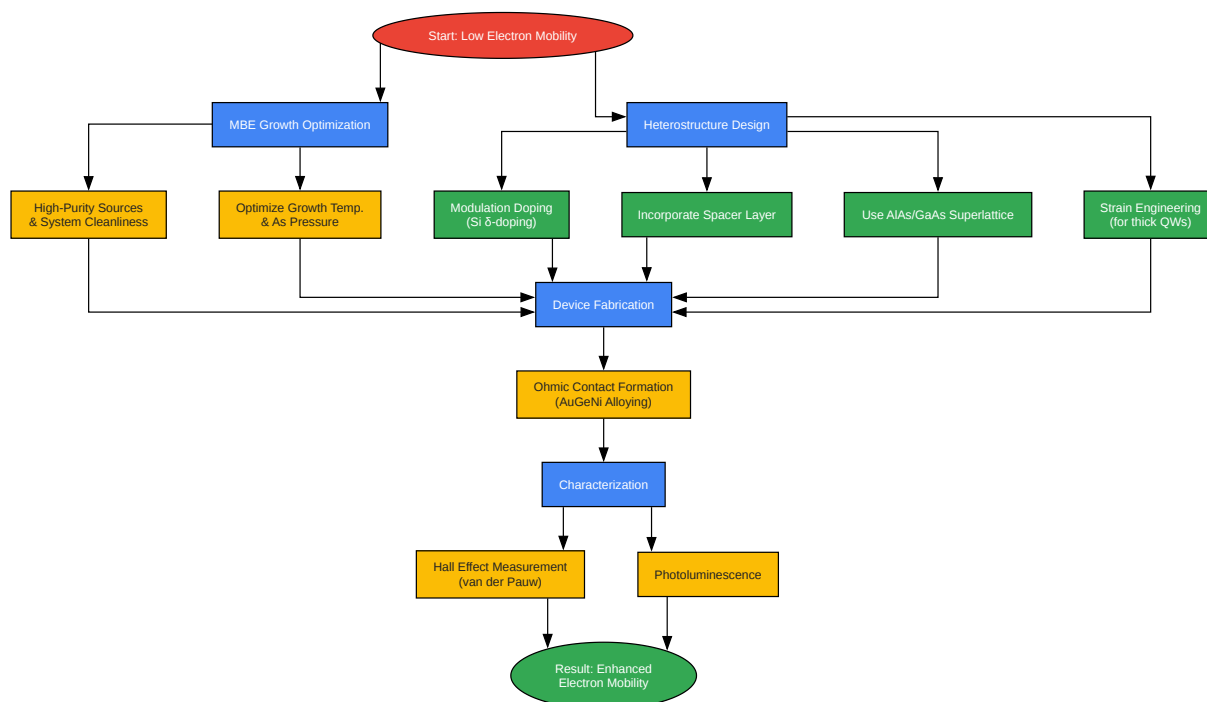 Start: Low Electron Mobility
MBE Growth Optimization
Heterostructure Design
High-Purity Sources
& System Cleanliness
Optimize Growth Temp.
& As Pressure
Modulation Doping
(Si δ-doping)
Incorporate Spacer Layer
Use AlAs/GaAs Superlattice
Strain Engineering
(for thick QWs)
Device Fabrication
Ohmic Contact Formation
(AuGeNi Alloying)
Characterization
Hall Effect Measurement
(van der Pauw)
Photoluminescence
Result: Enhanced
Electron Mobility